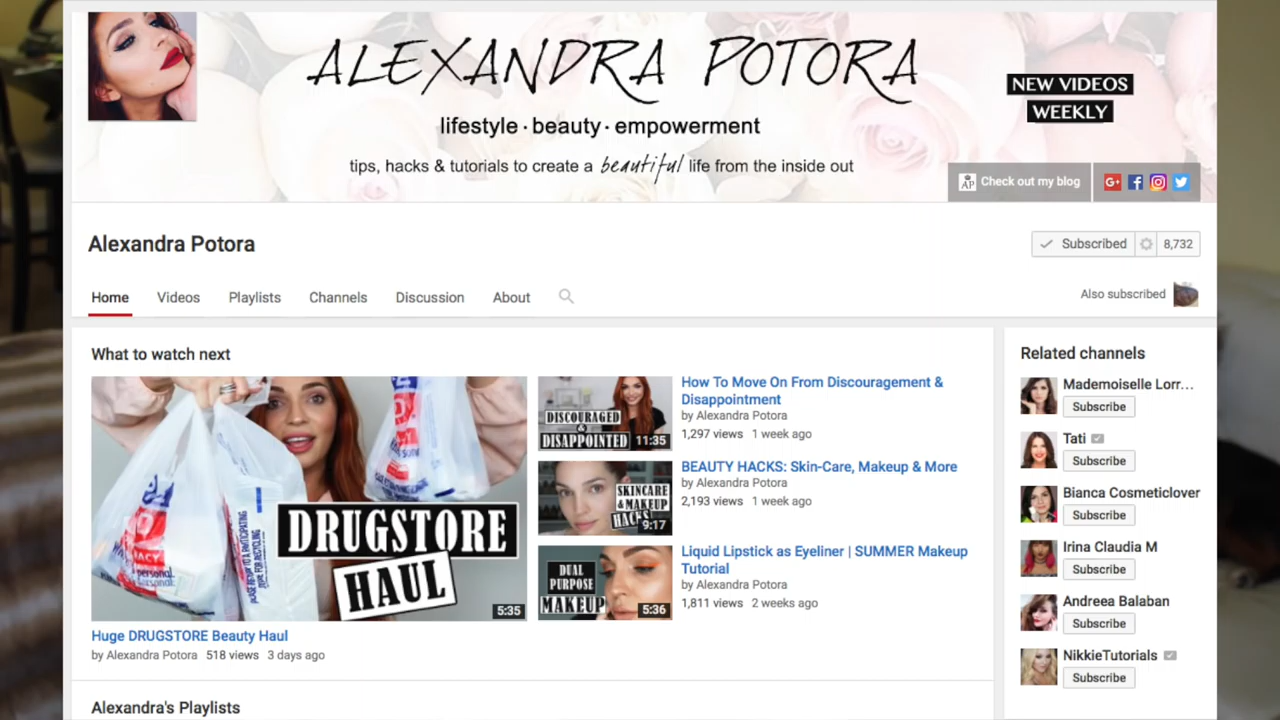 ALEXANDRA POTORA
lifestyle · beauty · empowerment
tips, hacks & tutorials to create a beautiful life from the inside out
NEW VIDEOS
WEEKLY
AP
Check out my blog
G+
Alexandra Potora
Subscribed
8,732
Home
Videos
Playlists
Channels
Discussion
About
Also subscribed
What to watch next
DRUGSTORE
HAUL
5:35
Huge DRUGSTORE Beauty Haul
by Alexandra Potora 518 views 3 days ago
DISCOURAGED
&
DISAPPOINTED
11:35
How To Move On From Discouragement &
Disappointment
by Alexandra Potora
1,297 views 1 week ago
SKINCARE
& MAKEUP
HACKS
9:17
BEAUTY HACKS: Skin-Care, Makeup & More
by Alexandra Potora
2,193 views 1 week ago
DUAL
PURPOSE
MAKEUP
5:36
Liquid Lipstick as Eyeliner | SUMMER Makeup
Tutorial
by Alexandra Potora
1,811 views 2 weeks ago
Alexandra's Playlists
Related channels
Mademoiselle Lorr...
Subscribe
Tati
Subscribe
Bianca Cosmeticlover
Subscribe
Irina Claudia M
Subscribe
Andreea Balaban
Subscribe
NikkieTutorials
Subscribe